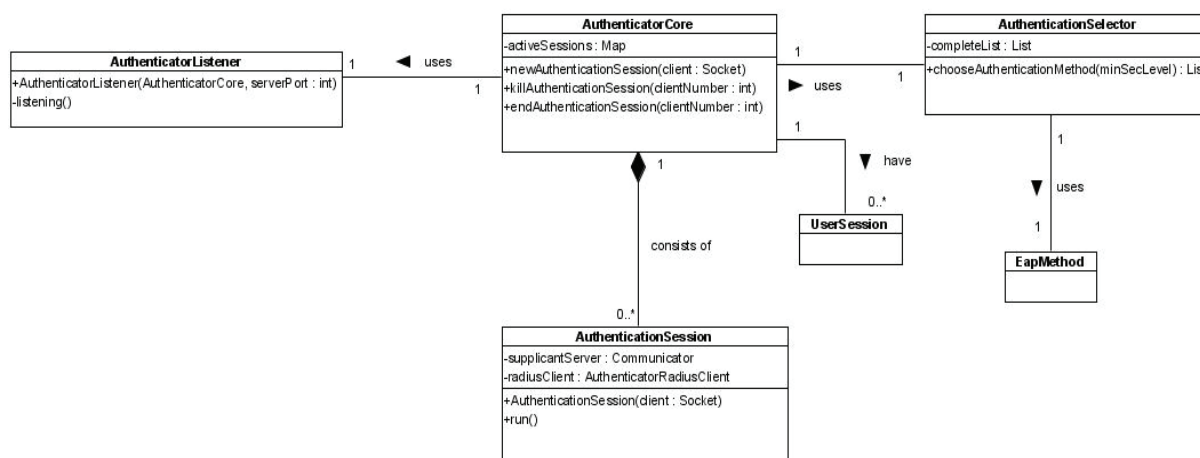 AuthenticatorListener
+AuthenticatorListener(AuthenticatorCore, serverPort : int)
-listening()
1
uses
1
AuthenticatorCore
-activeSessions : Map
+newAuthenticationSession(client : Socket)
+killAuthenticationSession(clientNumber : int)
+endAuthenticationSession(clientNumber : int)
1
uses
1
AuthenticationSelector
-completeList : List
+chooseAuthenticationMethod(minSecLevel) : Lis
1
have
0..*
UserSession
1
uses
1
EapMethod
1
consists of
0..*
AuthenticationSession
-supplicantServer : Communicator
-radiusClient : AuthenticatorRadiusClient
+AuthenticationSession(client : Socket)
+run()